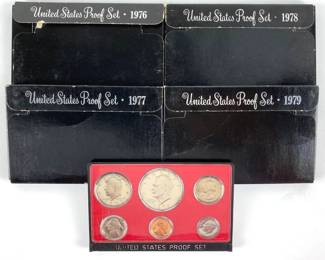 United States Proof Set • 1976
United States Proof Set • 1978
United States Proof Set • 1977
United States Proof Set • 1979
UNITED STATES PROOF SET